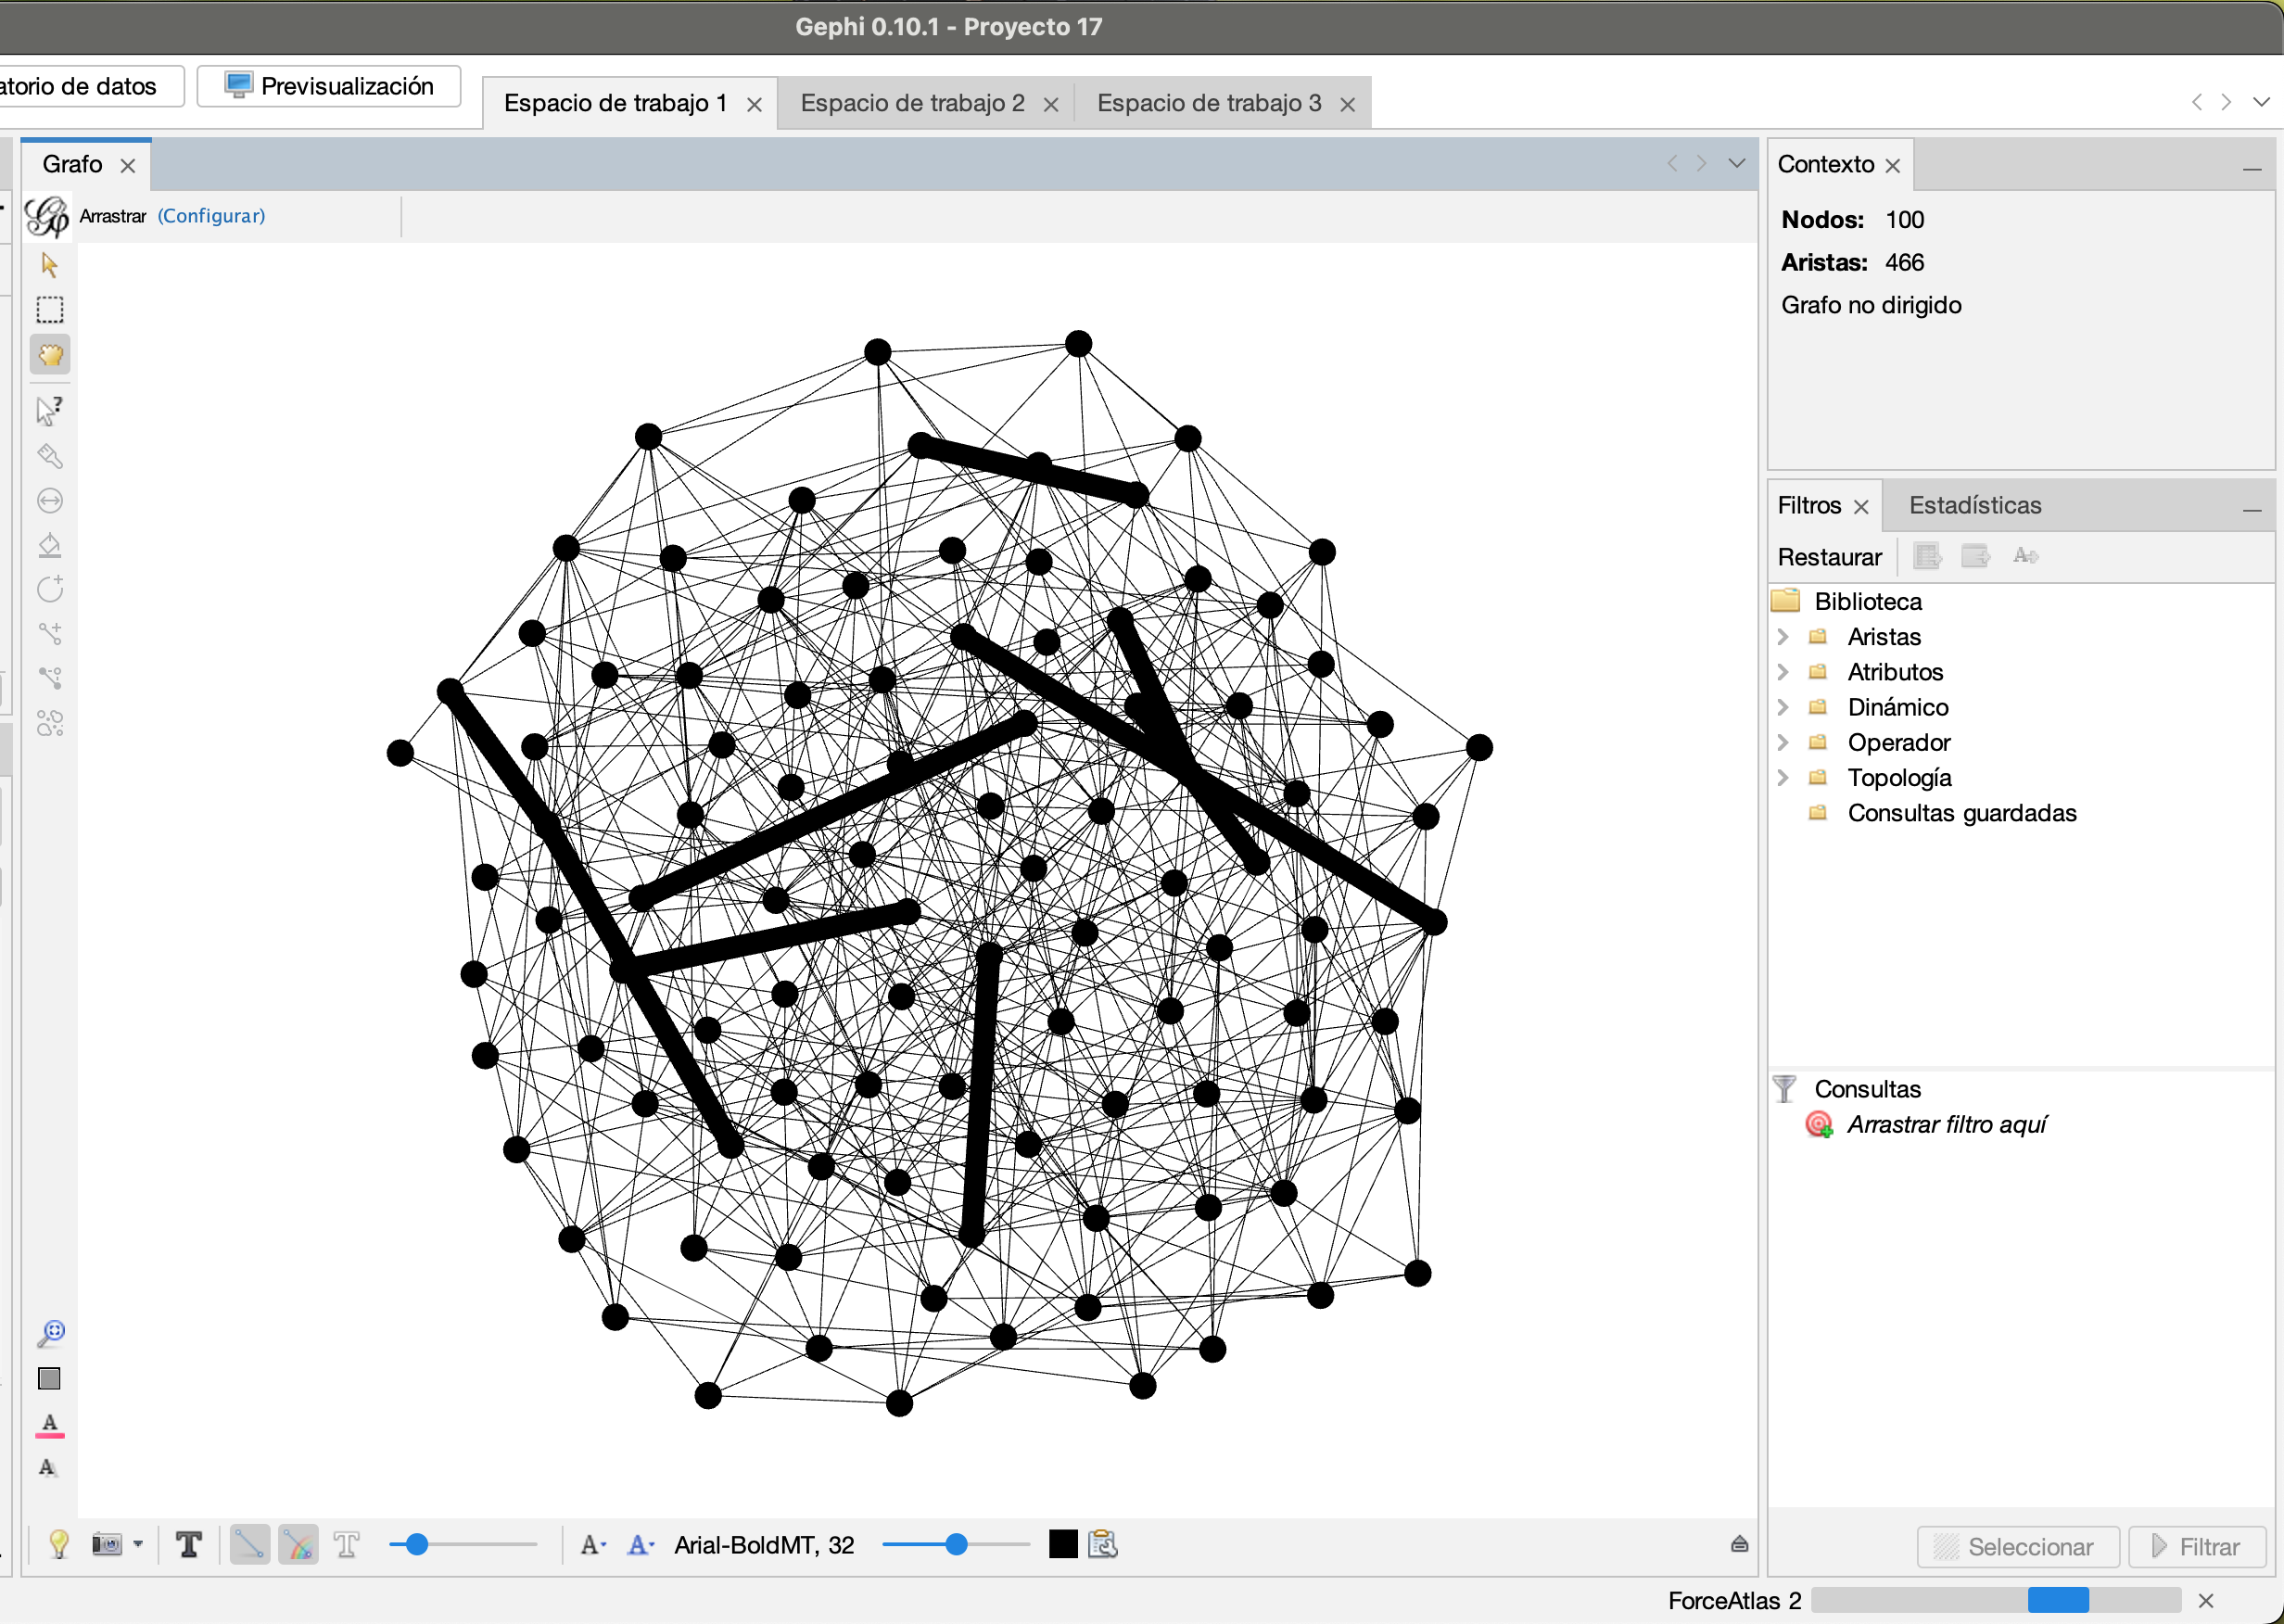 Gephi 0.10.1 - Proyecto 17
atorio de datos
Previsualización
Espacio de trabajo 1
Espacio de trabajo 2
Espacio de trabajo 3
Grafo
Arrastrar (Configurar)
Contexto
Nodos: 100
Aristas: 466
Grafo no dirigido
Filtros
Estadísticas
Restaurar
Biblioteca
Aristas
Atributos
Dinámico
Operador
Topología
Consultas guardadas
Consultas
Arrastrar filtro aquí
Arial-BoldMT, 32
Seleccionar
Filtrar
ForceAtlas 2